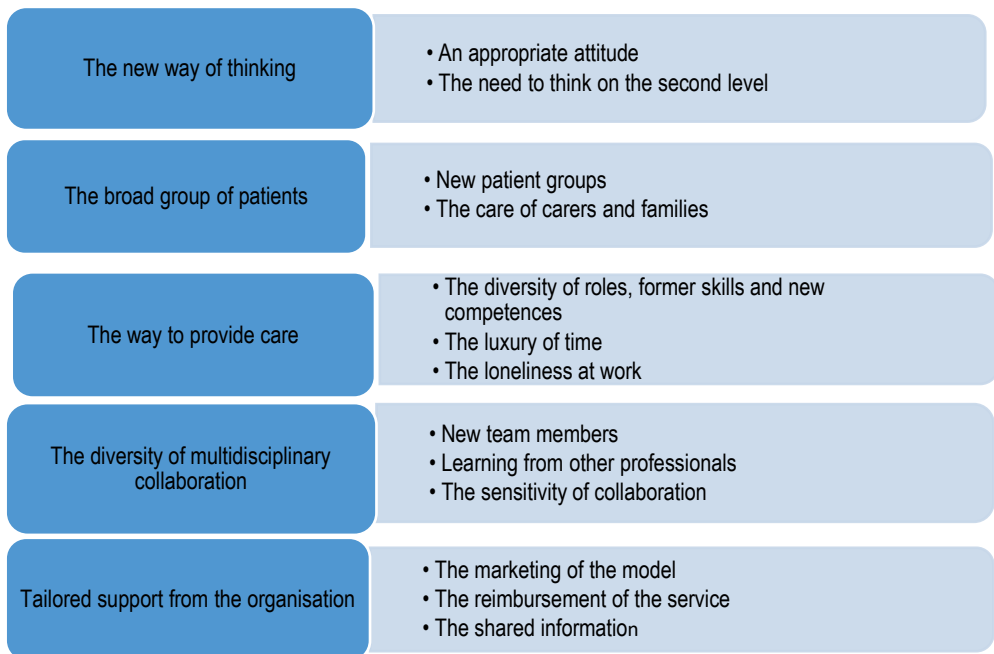 The new way of thinking
• An appropriate attitude
• The need to think on the second level
The broad group of patients
• New patient groups
• The care of carers and families
The way to provide care
• The diversity of roles, former skills and new
competences
• The luxury of time
• The loneliness at work
The diversity of multidisciplinary
collaboration
• New team members
• Learning from other professionals
• The sensitivity of collaboration
Tailored support from the organisation
• The marketing of the model
• The reimbursement of the service
• The shared information